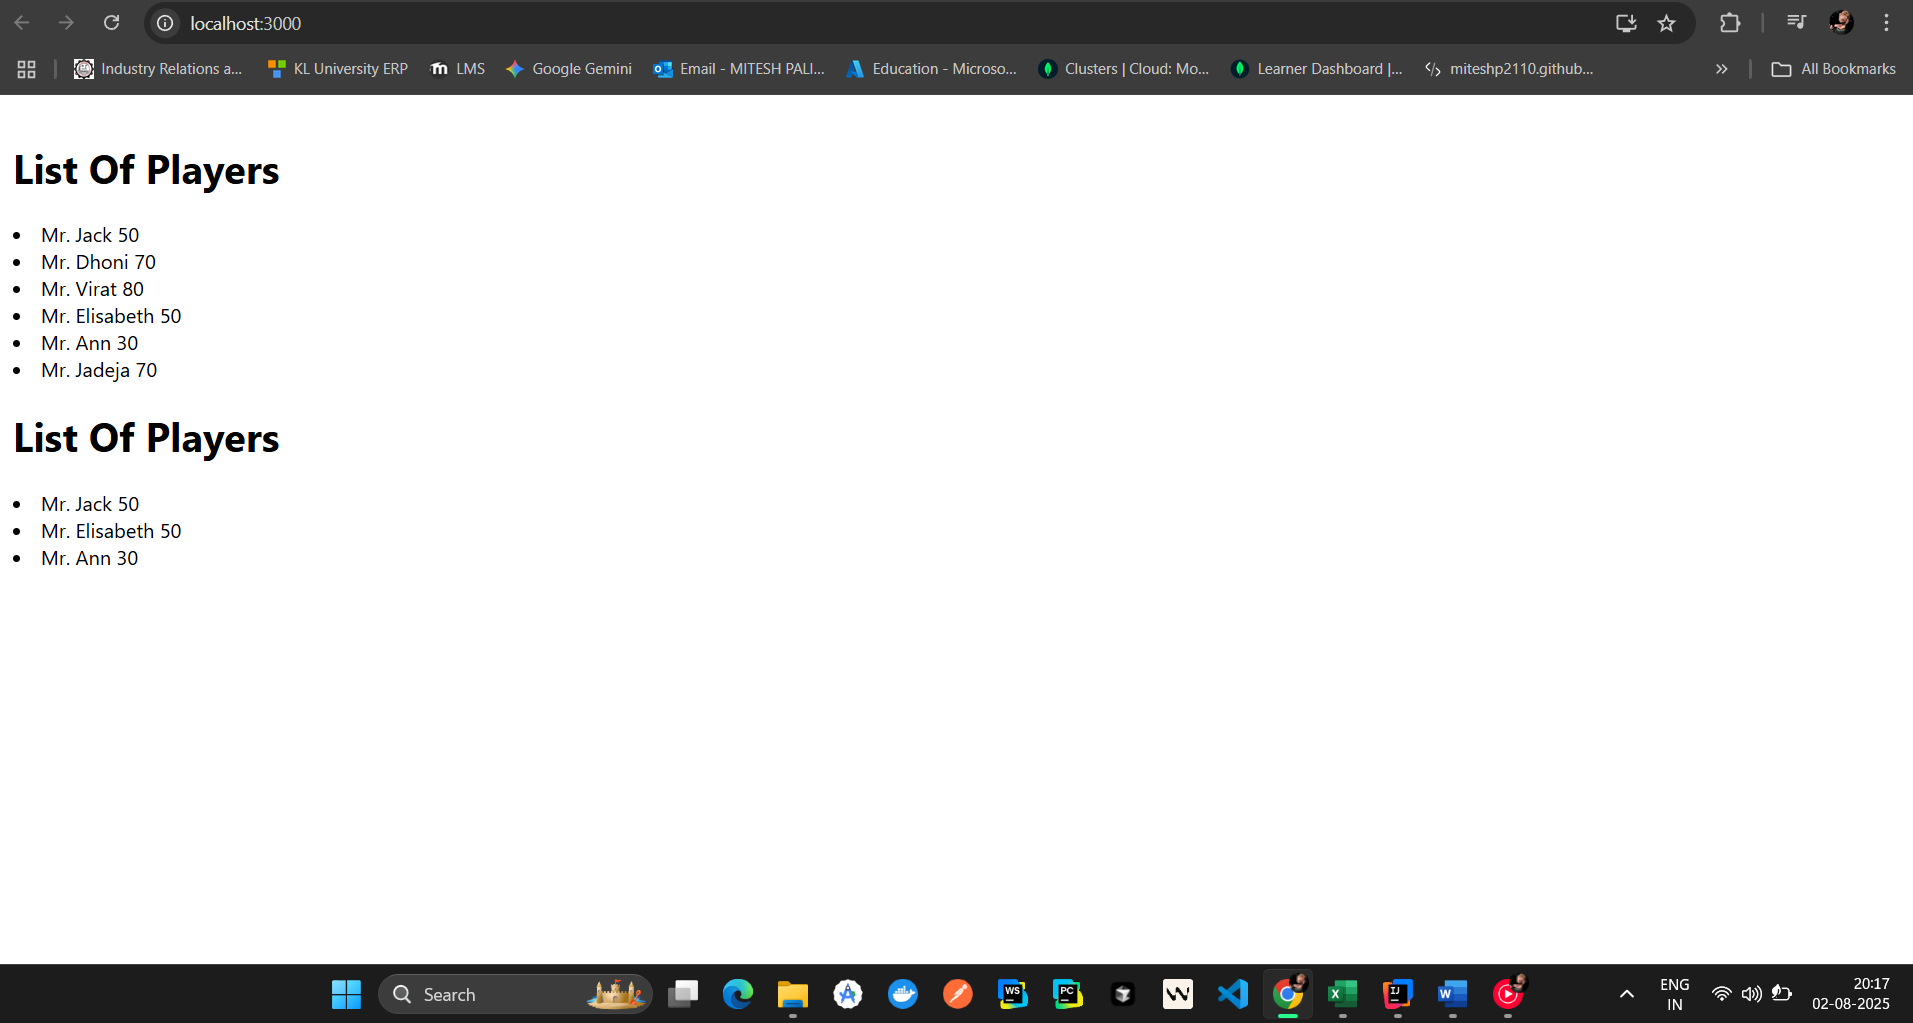 localhost:3000
Industry Relations a... KL University ERP LMS Google Gemini Email - MITESH PALI... Education - Microso... Clusters | Cloud: Mo... Learner Dashboard |... miteshp2110.github... » All Bookmarks
List Of Players
• Mr. Jack 50
• Mr. Dhoni 70
• Mr. Virat 80
• Mr. Elisabeth 50
• Mr. Ann 30
• Mr. Jadeja 70
List Of Players
• Mr. Jack 50
• Mr. Elisabeth 50
• Mr. Ann 30
Search WS PC IJ W ENG 20:17
IN 02-08-2025